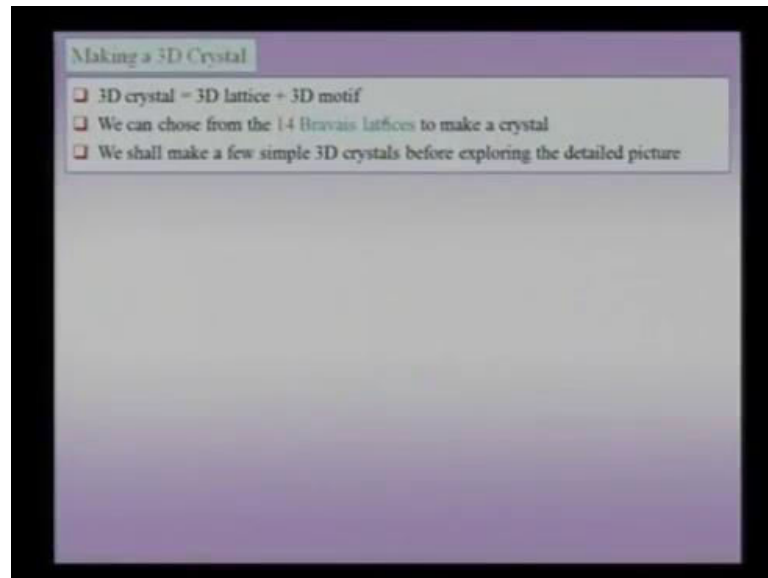 Making a 3D Crystal
3D crystal = 3D lattice + 3D motif
We can chose from the 14 Bravais lattices to make a crystal
We shall make a few simple 3D crystals before exploring the detailed picture